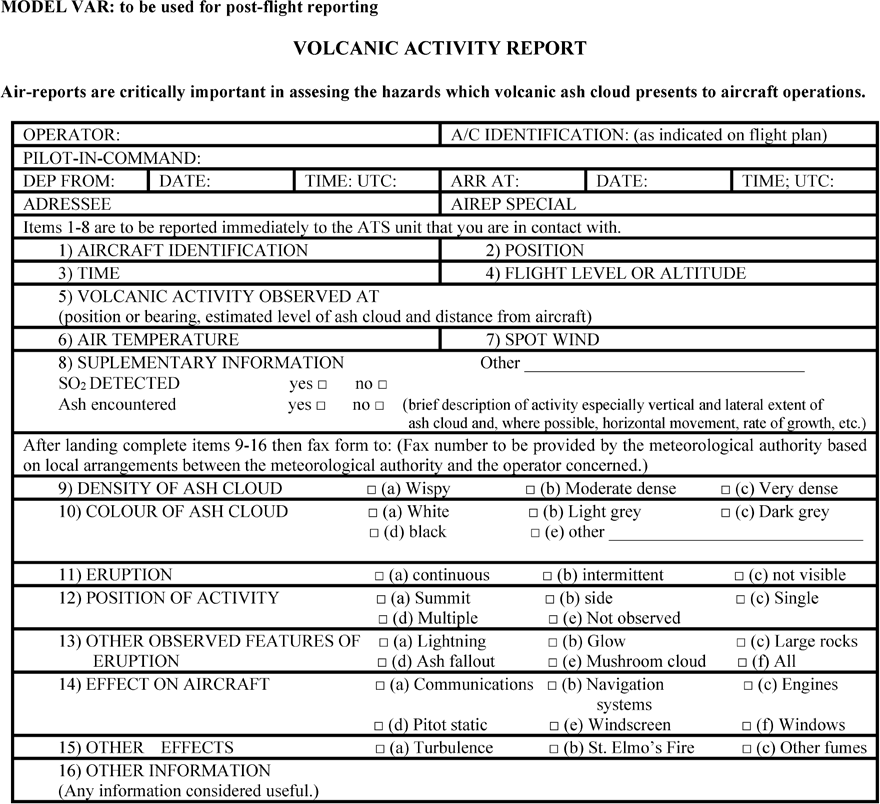 MODEL VAR: to be used for post-flight reporting
VOLCANIC ACTIVITY REPORT
Air-reports are critically important in assesing the hazards which volcanic ash cloud presents to aircraft operations.
OPERATOR: A/C IDENTIFICATION: (as indicated on flight plan)
PILOT-IN-COMMAND:
DEP FROM: DATE: TIME: UTC: ARR AT: DATE: TIME; UTC:
ADRESSEE AIREP SPECIAL
Items 1-8 are to be reported immediately to the ATS unit that you are in contact with.
1) AIRCRAFT IDENTIFICATION 2) POSITION
3) TIME 4) FLIGHT LEVEL OR ALTITUDE
5) VOLCANIC ACTIVITY OBSERVED AT
(position or bearing, estimated level of ash cloud and distance from aircraft)
6) AIR TEMPERATURE 7) SPOT WIND
8) SUPLEMENTARY INFORMATION Other ____________________
SO₂ DETECTED yes □ no □
Ash encountered yes □ no □ (brief description of activity especially vertical and lateral extent of
ash cloud and, where possible, horizontal movement, rate of growth, etc.)
After landing complete items 9-16 then fax form to: (Fax number to be provided by the meteorological authority based
on local arrangements between the meteorological authority and the operator concerned.)
9) DENSITY OF ASH CLOUD □ (a) Wispy □ (b) Moderate dense □ (c) Very dense
10) COLOUR OF ASH CLOUD □ (a) White □ (b) Light grey □ (c) Dark grey
□ (d) black □ (e) other ____________________
11) ERUPTION □ (a) continuous □ (b) intermittent □ (c) not visible
12) POSITION OF ACTIVITY □ (a) Summit □ (b) side □ (c) Single
□ (d) Multiple □ (e) Not observed
13) OTHER OBSERVED FEATURES OF □ (a) Lightning □ (b) Glow □ (c) Large rocks
ERUPTION □ (d) Ash fallout □ (e) Mushroom cloud □ (f) All
14) EFFECT ON AIRCRAFT □ (a) Communications □ (b) Navigation □ (c) Engines
systems
□ (d) Pitot static □ (e) Windscreen □ (f) Windows
15) OTHER EFFECTS □ (a) Turbulence □ (b) St. Elmo's Fire □ (c) Other fumes
16) OTHER INFORMATION
(Any information considered useful.)